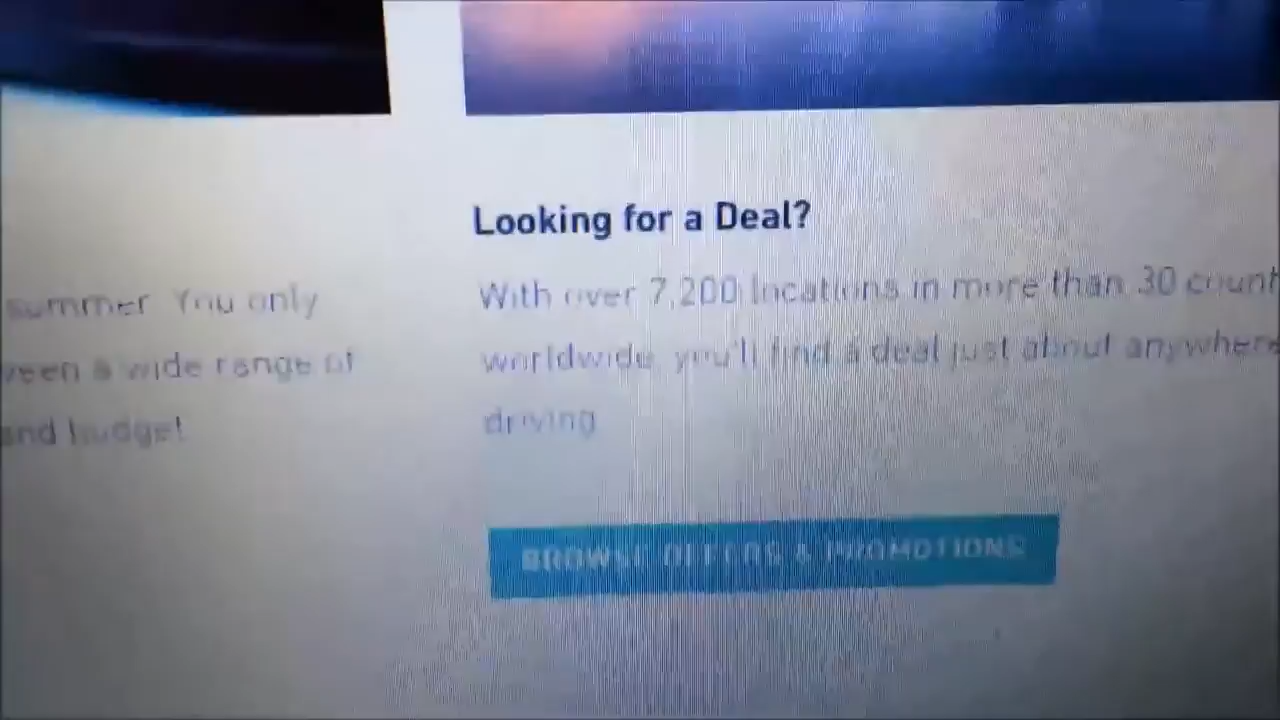 Looking for a Deal?
summer. You only
ween a wide range of
and budget
With over 7,200 locations in more than 30 count
worldwide, you'll find a deal just about anywhere
driving
BROWSE OFFERS & PROMOTIONS